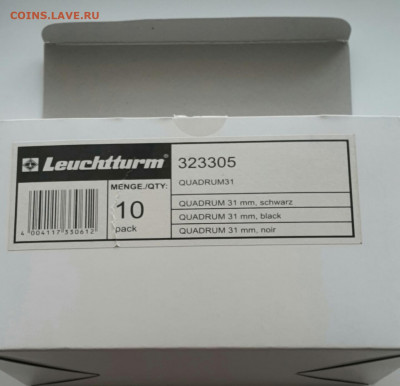 COINS.LAVE.RU
Leuchtturm
323305
MENGE./QTY:
QUADRUM31
10
pack
QUADRUM 31 mm, schwarz
QUADRUM 31 mm, black
QUADRUM 31 mm, noir
4 004117 330612